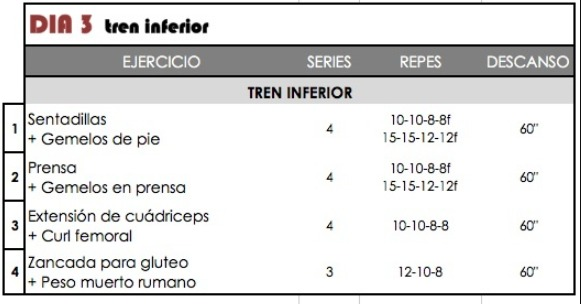 DIA 3 tren inferior
EJERCICIO SERIES REPES DESCANSO
TREN INFERIOR
1 Sentadillas 4 10-10-8-8f 60"
+ Gemelos de pie 15-15-12-12f
2 Prensa 4 10-10-8-8f 60"
+ Gemelos en prensa 15-15-12-12f
3 Extensión de cuádriceps 4 10-10-8-8 60"
+ Curl femoral
4 Zancada para gluteo 3 12-10-8 60"
+ Peso muerto rumano